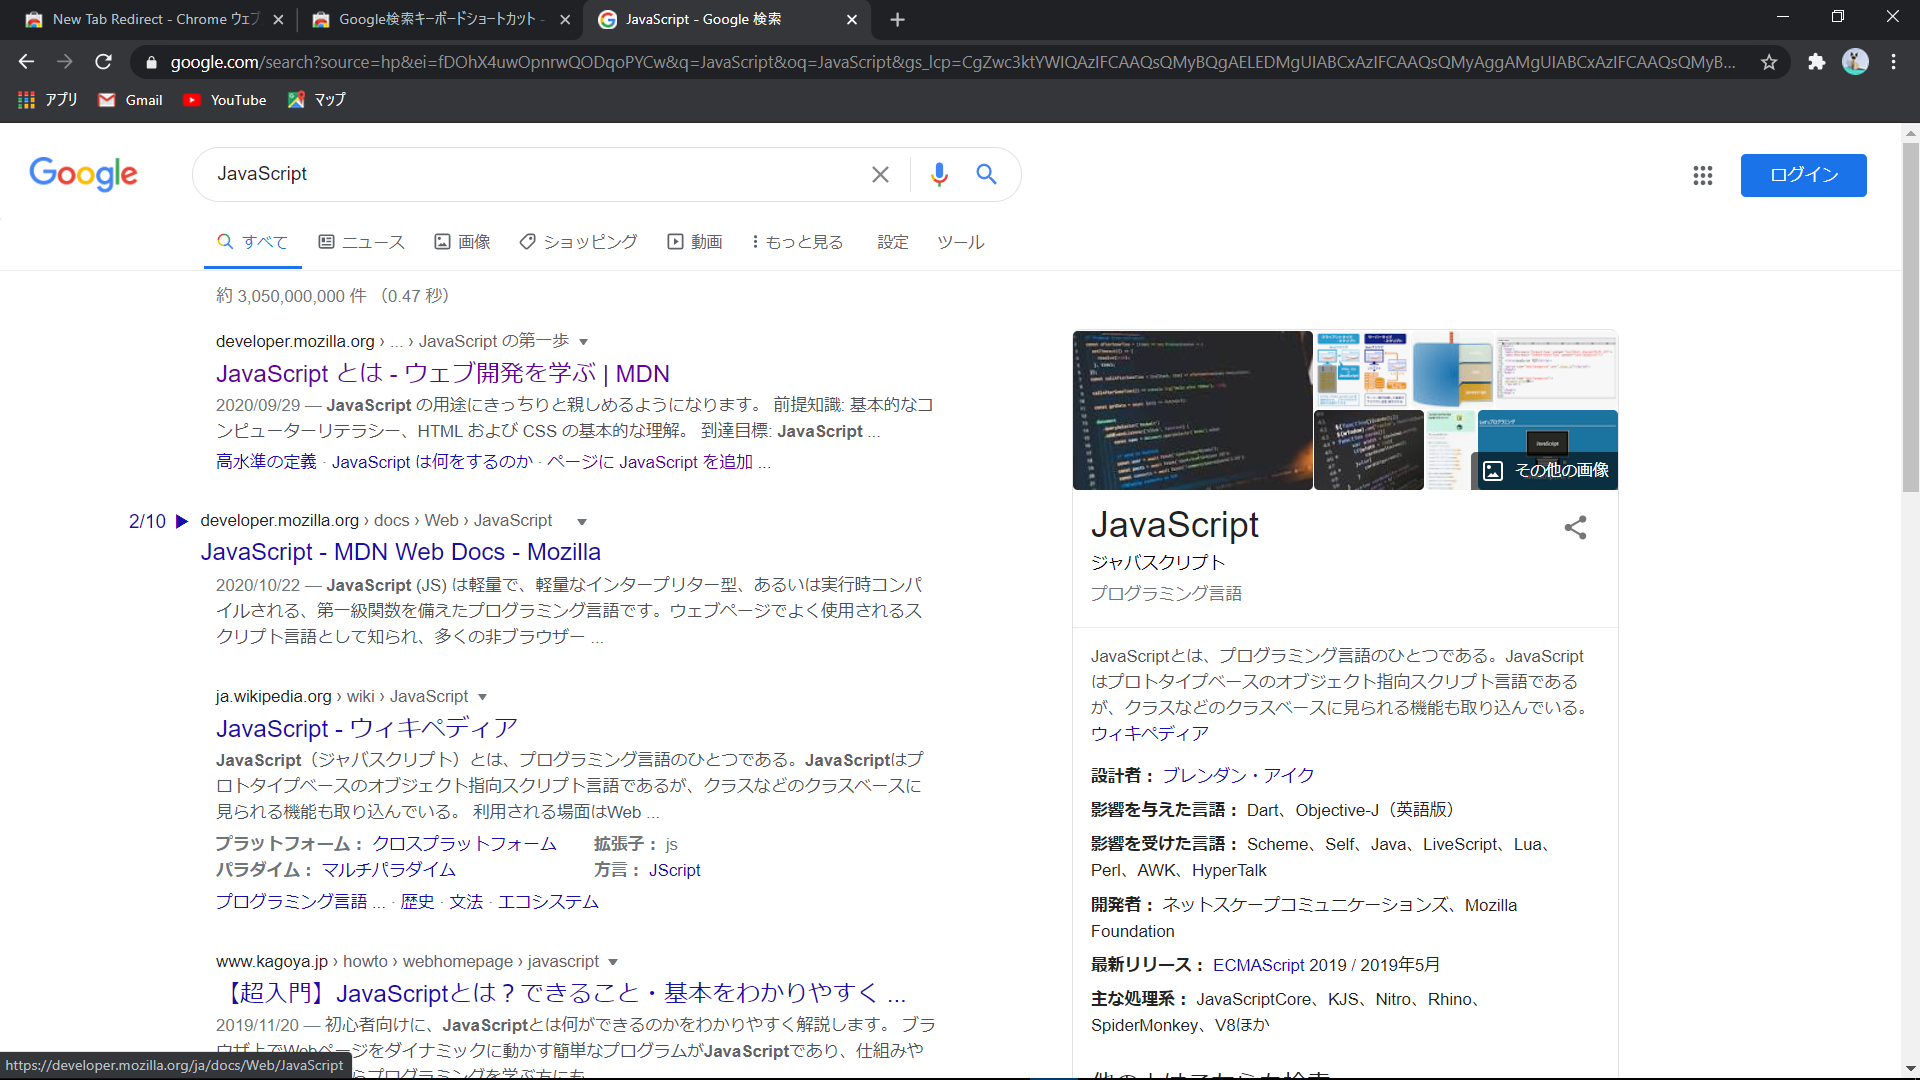 New Tab Redirect - Chrome ウェブ
Google検索キーボードショートカット -
JavaScript - Google 検索
google.com/search?source=hp&ei=fDOhX4uwOpnrwQODqoPYCw&q=JavaScript&oq=JavaScript&gs_lcp=CgZwc3ktYWIQAzIFCAAQsQMyBQgAELEDMgUIABCxAzIFCAAQsQMyAggAMgUIABCxAzIFCAAQsQMyB...
アプリ
Gmail
YouTube
マップ
Google
JavaScript
ログイン
すべて
ニュース
画像
ショッピング
動画
もっと見る
設定
ツール
約 3,050,000,000 件 （0.47 秒）
developer.mozilla.org › ... › JavaScript の第一歩
JavaScript とは - ウェブ開発を学ぶ | MDN
2020/09/29 — JavaScript の用途にきっちりと親しめるようになります。 前提知識: 基本的なコ
ンピューターリテラシー、HTML および CSS の基本的な理解。 到達目標: JavaScript ...
高水準の定義 · JavaScript は何をするのか · ページに JavaScript を追加 ...
2/10 ▶ developer.mozilla.org › docs › Web › JavaScript
JavaScript - MDN Web Docs - Mozilla
2020/10/22 — JavaScript (JS) は軽量で、軽量なインタープリター型、あるいは実行時コンパ
イルされる、第一級関数を備えたプログラミング言語です。ウェブページでよく使用されるス
クリプト言語として知られ、多くの非ブラウザー ...
ja.wikipedia.org › wiki › JavaScript
JavaScript - ウィキペディア
JavaScript（ジャバスクリプト）とは、プログラミング言語のひとつである。JavaScriptはプ
ロトタイプベースのオブジェクト指向スクリプト言語であるが、クラスなどのクラスベースに
見られる機能も取り込んでいる。 利用される場面はWeb ...
プラットフォーム： クロスプラットフォーム
拡張子： js
パラダイム： マルチパラダイム
方言： JScript
プログラミング言語 ... · 歴史 · 文法 · エコシステム
www.kagoya.jp › howto › webhomepage › javascript
【超入門】JavaScriptとは？できること・基本をわかりやすく ...
2019/11/20 — 初心者向けに、JavaScriptとは何ができるのかをわかりやすく解説します。 ブラ
ウザ上でWebページをダイナミックに動かす簡単なプログラムがJavaScriptであり、仕組みや
らプログラミングを学ぶ方にも
https://developer.mozilla.org/ja/docs/Web/JavaScript
その他の画像
JavaScript
ジャバスクリプト
プログラミング言語
JavaScriptとは、プログラミング言語のひとつである。JavaScript
はプロトタイプベースのオブジェクト指向スクリプト言語である
が、クラスなどのクラスベースに見られる機能も取り込んでいる。
ウィキペディア
設計者： ブレンダン・アイク
影響を与えた言語： Dart、Objective-J（英語版）
影響を受けた言語： Scheme、Self、Java、LiveScript、Lua、
Perl、AWK、HyperTalk
開発者： ネットスケープコミュニケーションズ、Mozilla
Foundation
最新リリース： ECMAScript 2019 / 2019年5月
主な処理系： JavaScriptCore、KJS、Nitro、Rhino、
SpiderMonkey、V8ほか